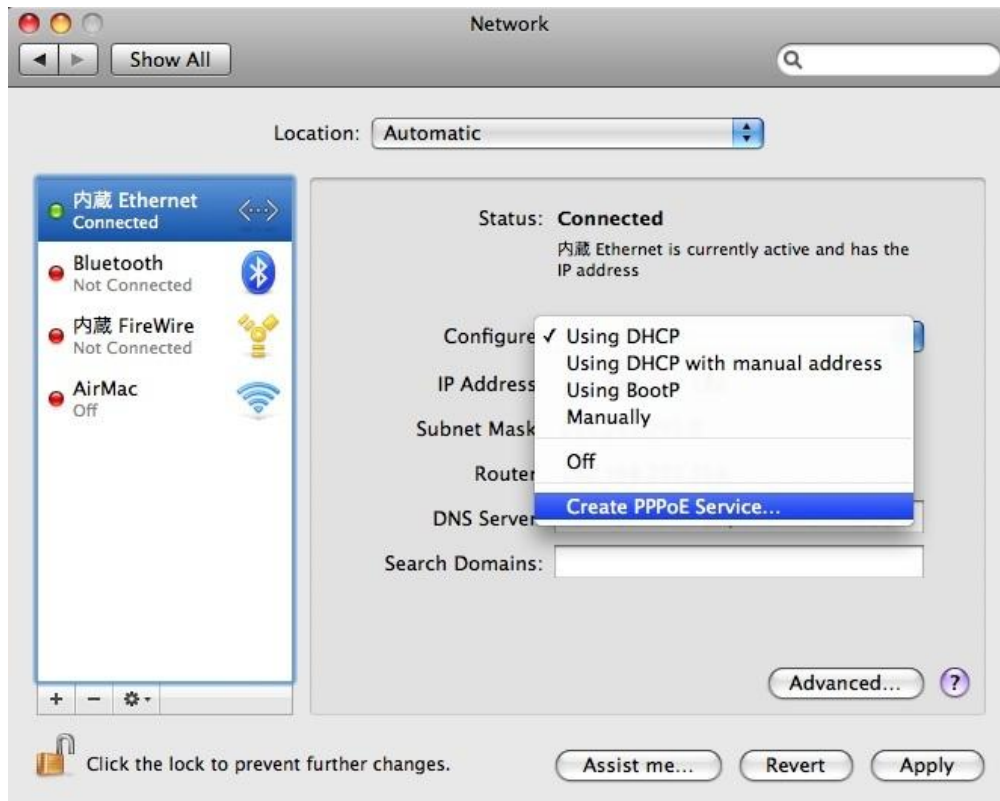 Network
Show All
Location: Automatic
内蔵 Ethernet
Connected
Bluetooth
Not Connected
内蔵 FireWire
Not Connected
AirMac
Off
Status: Connected
内蔵 Ethernet is currently active and has the
IP address
Configure ✓ Using DHCP
Using DHCP with manual address
Using BootP
Manually
Off
Create PPPoE Service...
IP Address
Subnet Mask
Router
DNS Server
Search Domains:
Advanced... ?
Click the lock to prevent further changes.
Assist me... Revert Apply